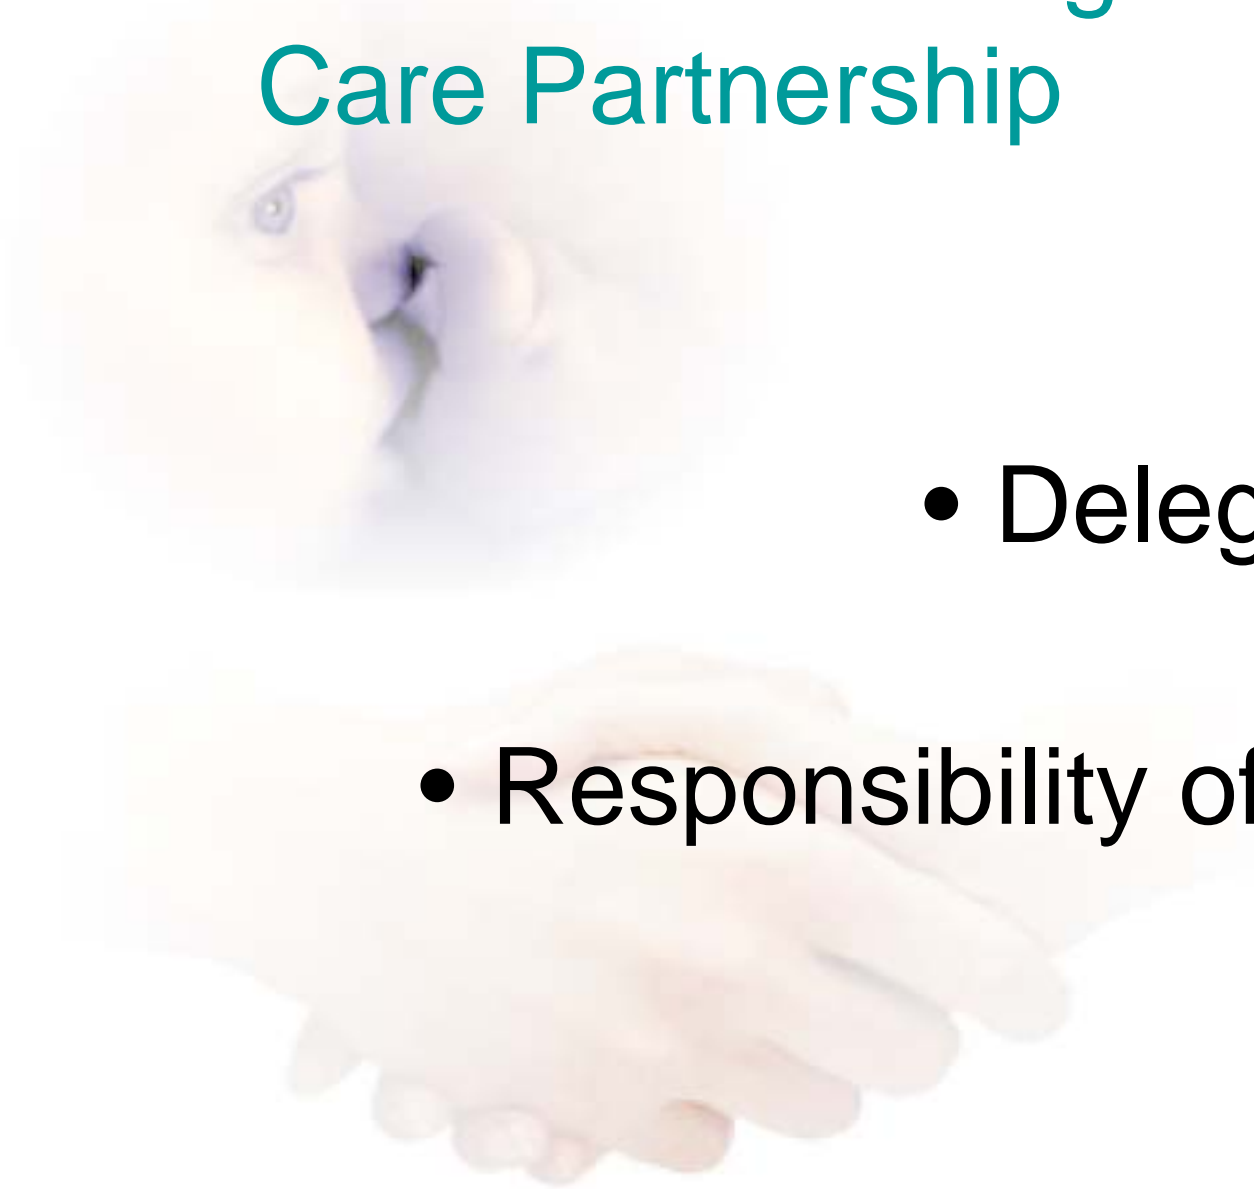 Care Partnership
• Deleg
• Responsibility of